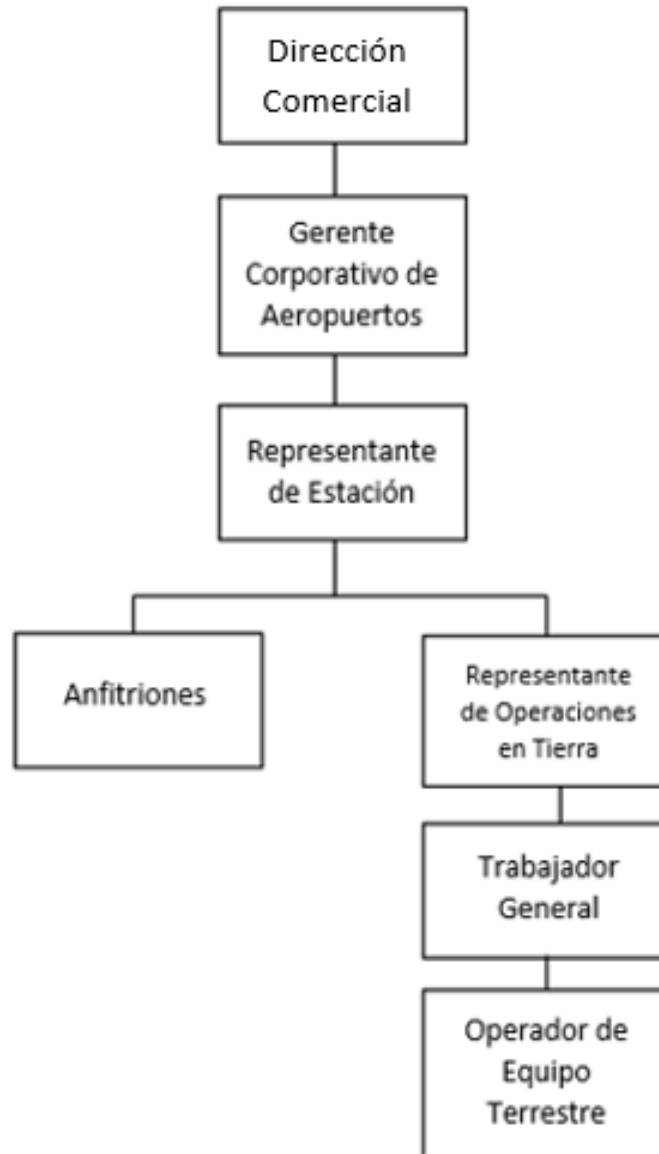 Dirección
Comercial
Gerente
Corporativo de
Aeropuertos
Representante
de Estación
Anfitriones
Representante
de Operaciones
en Tierra
Trabajador
General
Operador de
Equipo
Terrestre